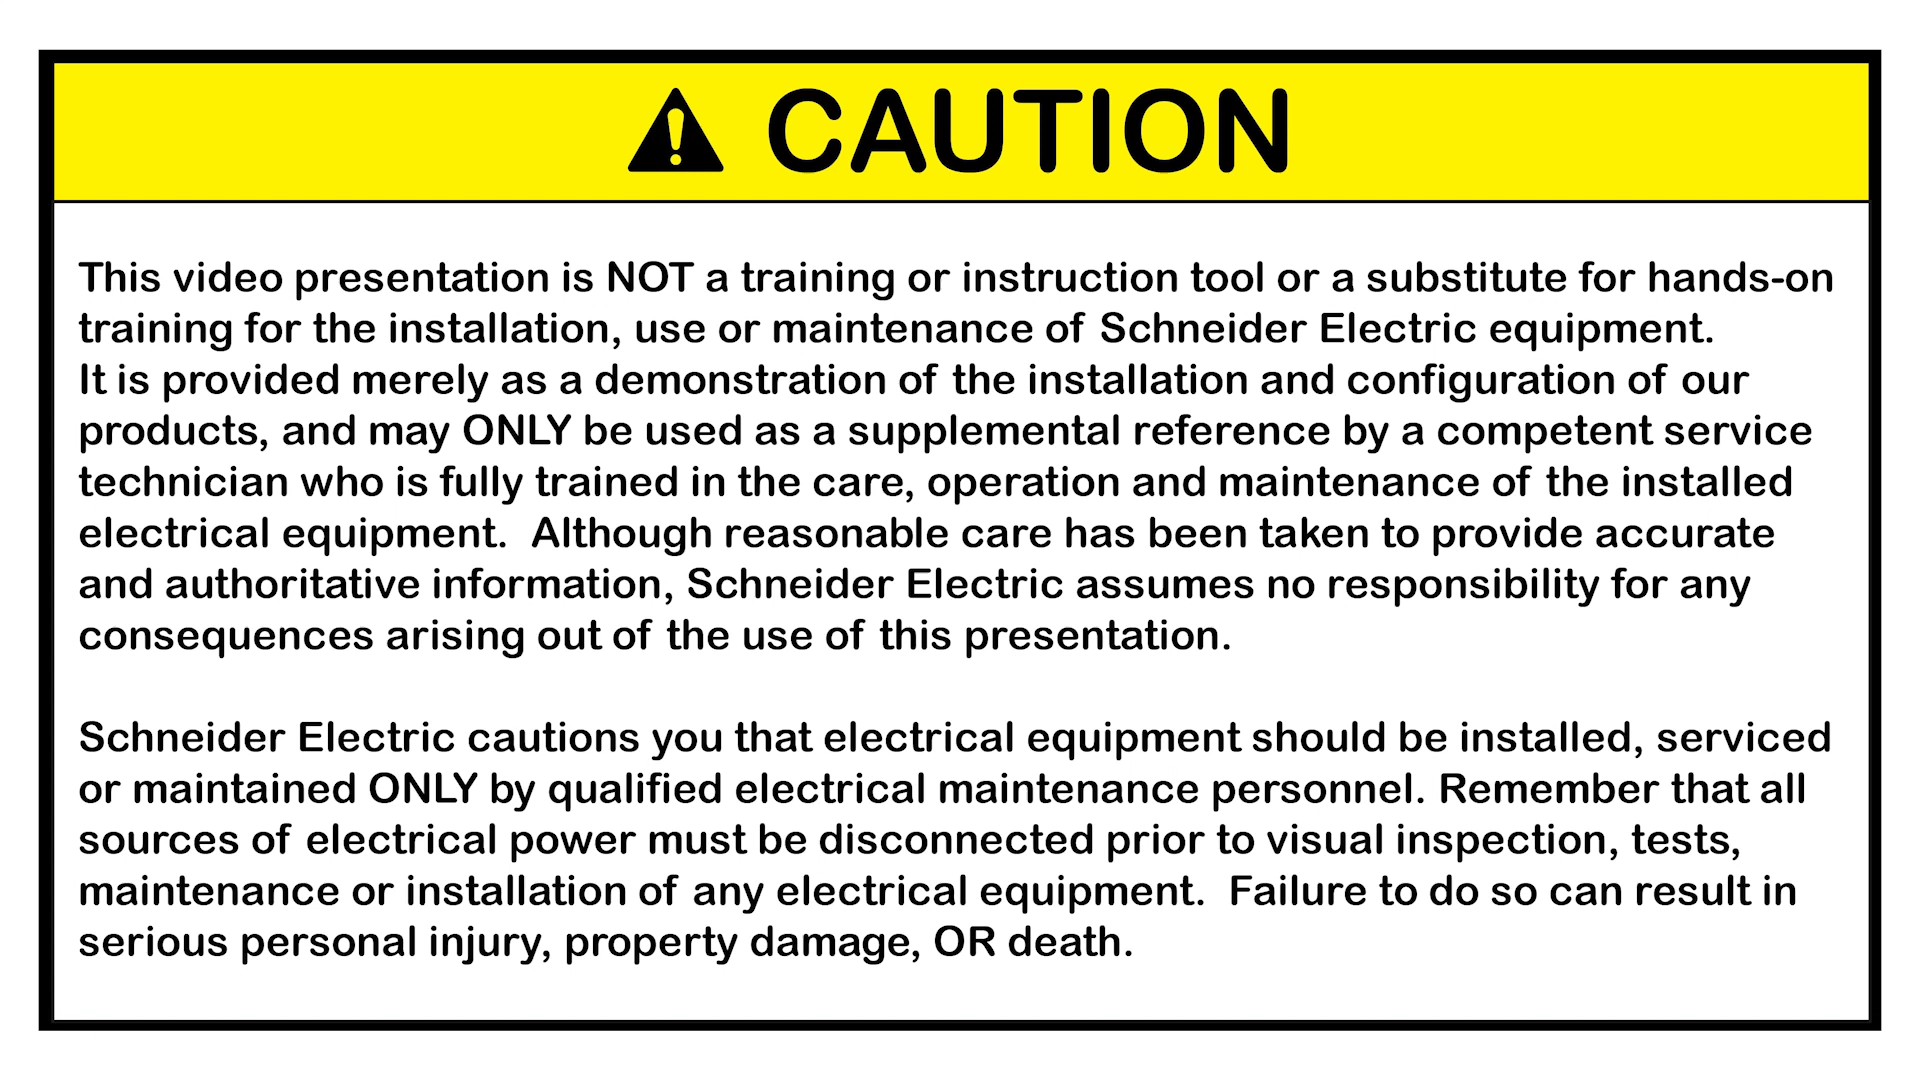 CAUTION
This video presentation is NOT a training or instruction tool or a substitute for hands-on
training for the installation, use or maintenance of Schneider Electric equipment.
It is provided merely as a demonstration of the installation and configuration of our
products, and may ONLY be used as a supplemental reference by a competent service
technician who is fully trained in the care, operation and maintenance of the installed
electrical equipment.  Although reasonable care has been taken to provide accurate
and authoritative information, Schneider Electric assumes no responsibility for any
consequences arising out of the use of this presentation.
Schneider Electric cautions you that electrical equipment should be installed, serviced
or maintained ONLY by qualified electrical maintenance personnel. Remember that all
sources of electrical power must be disconnected prior to visual inspection, tests,
maintenance or installation of any electrical equipment.  Failure to do so can result in
serious personal injury, property damage, OR death.